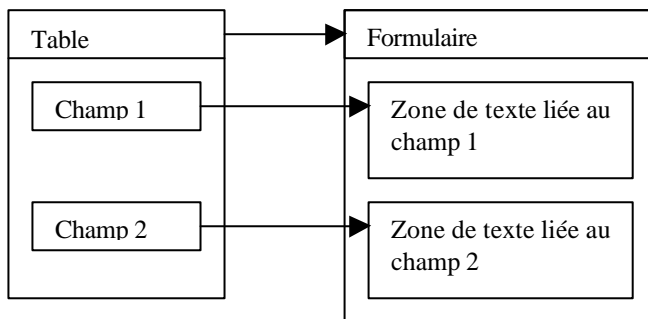 Table
Formulaire
Champ 1
Zone de texte liée au
champ 1
Champ 2
Zone de texte liée au
champ 2